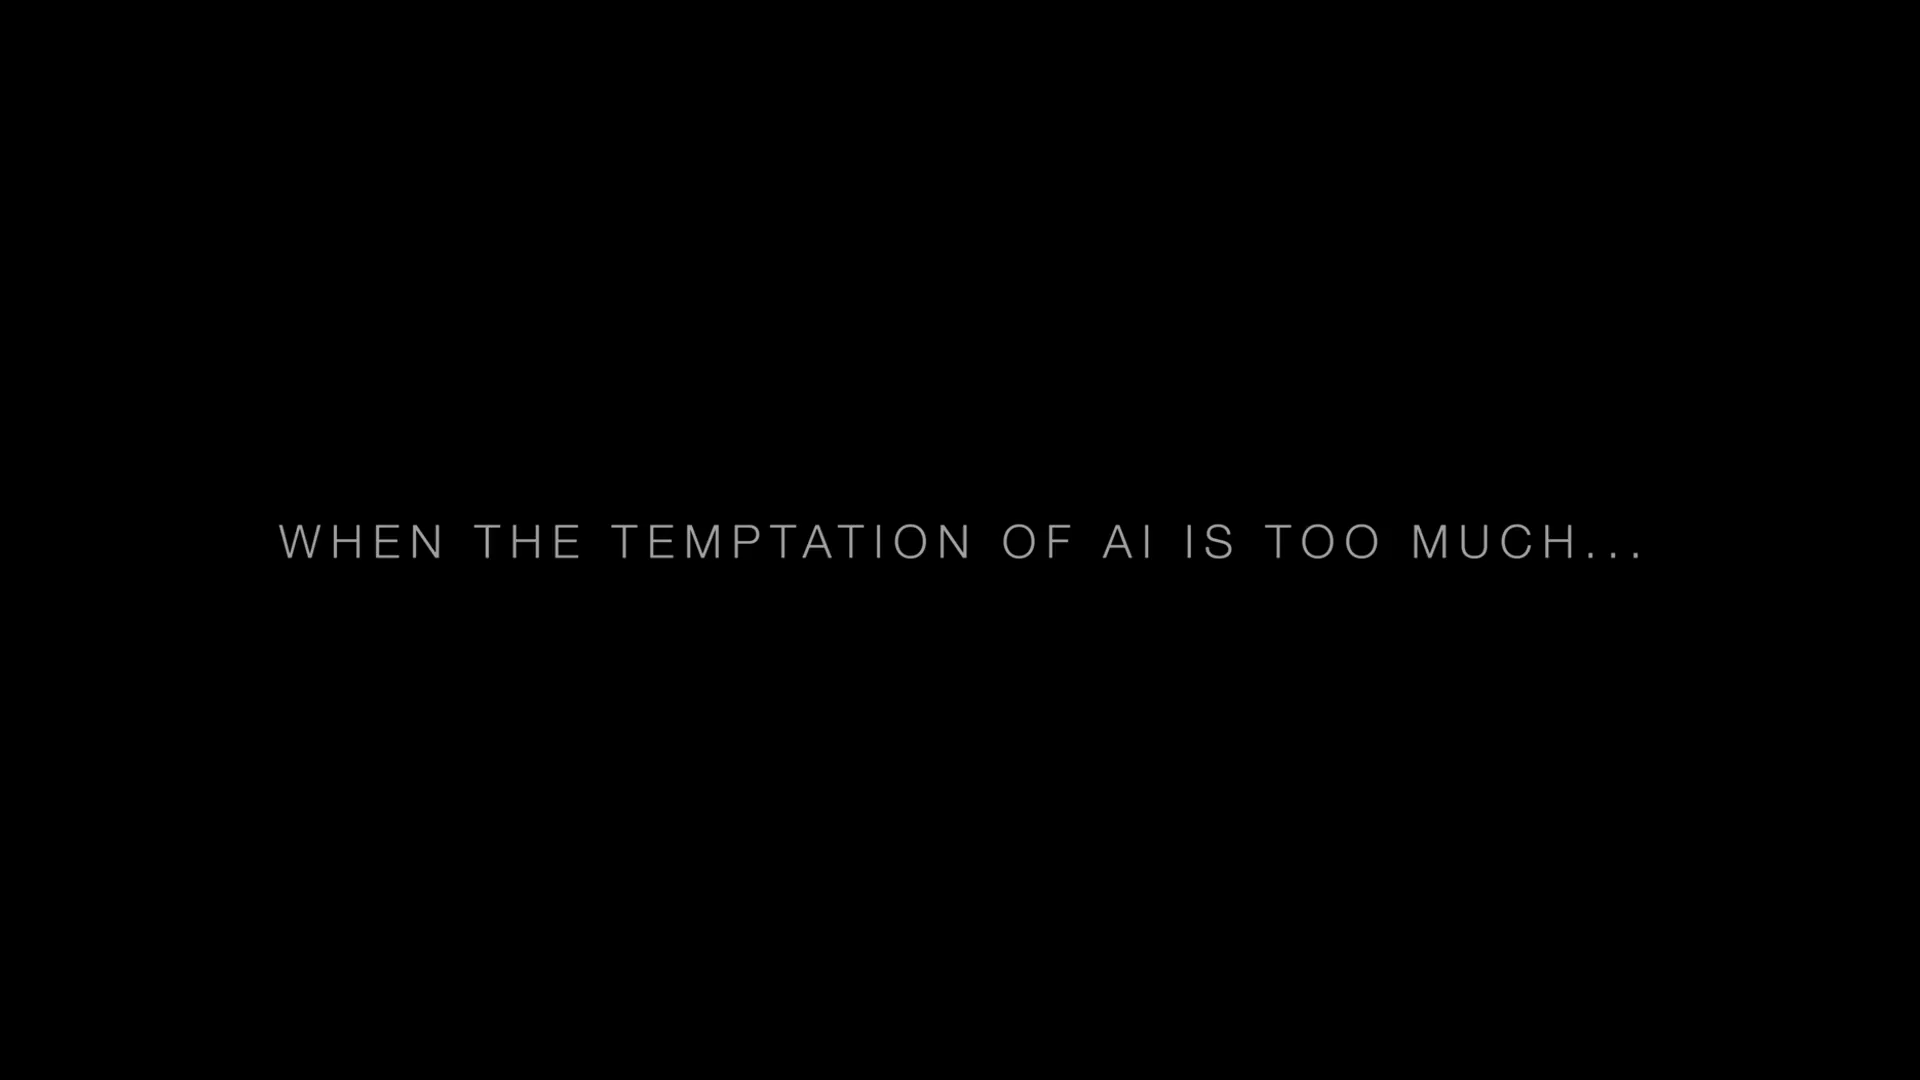 WHEN THE TEMPTATION OF AI IS TOO MUCH...